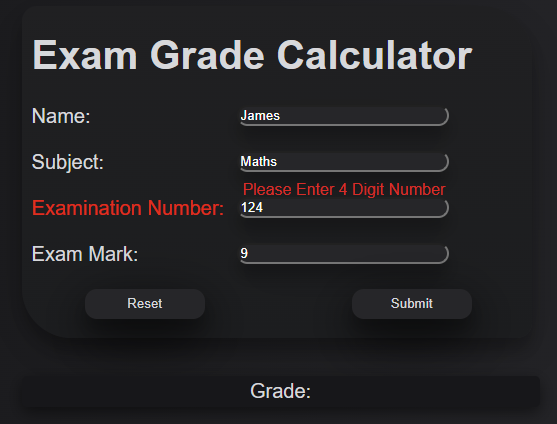 Exam Grade Calculator
Name: James
Subject: Maths
Please Enter 4 Digit Number
Examination Number: 124
Exam Mark: 9
Reset Submit
Grade: